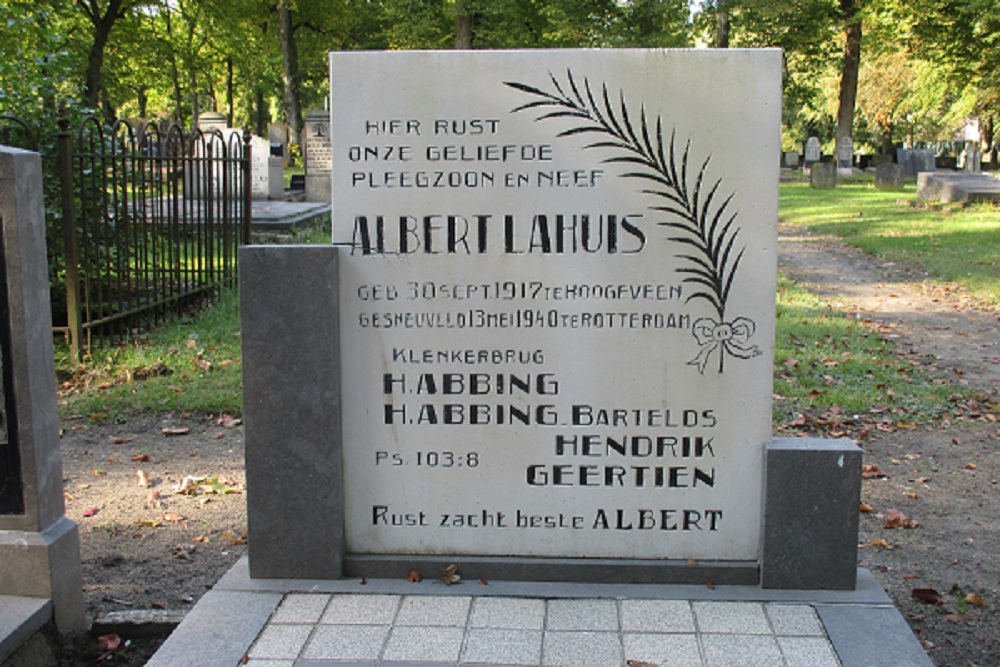 HIER RUST
ONZE GELIEFDE
PLEEGZOON EN NEEF
ALBERT LAHUIS
GEB 30 SEPT. 1917 TE HOOGEVEEN
GESNEUVELD 13 MEI 1940 TE ROTTERDAM
KLENKERBRUG
H. ABBING
H. ABBING. BARTELDS
HENDRIK
GEERTIEN
PS. 103:8
RUST ZACHT BESTE ALBERT